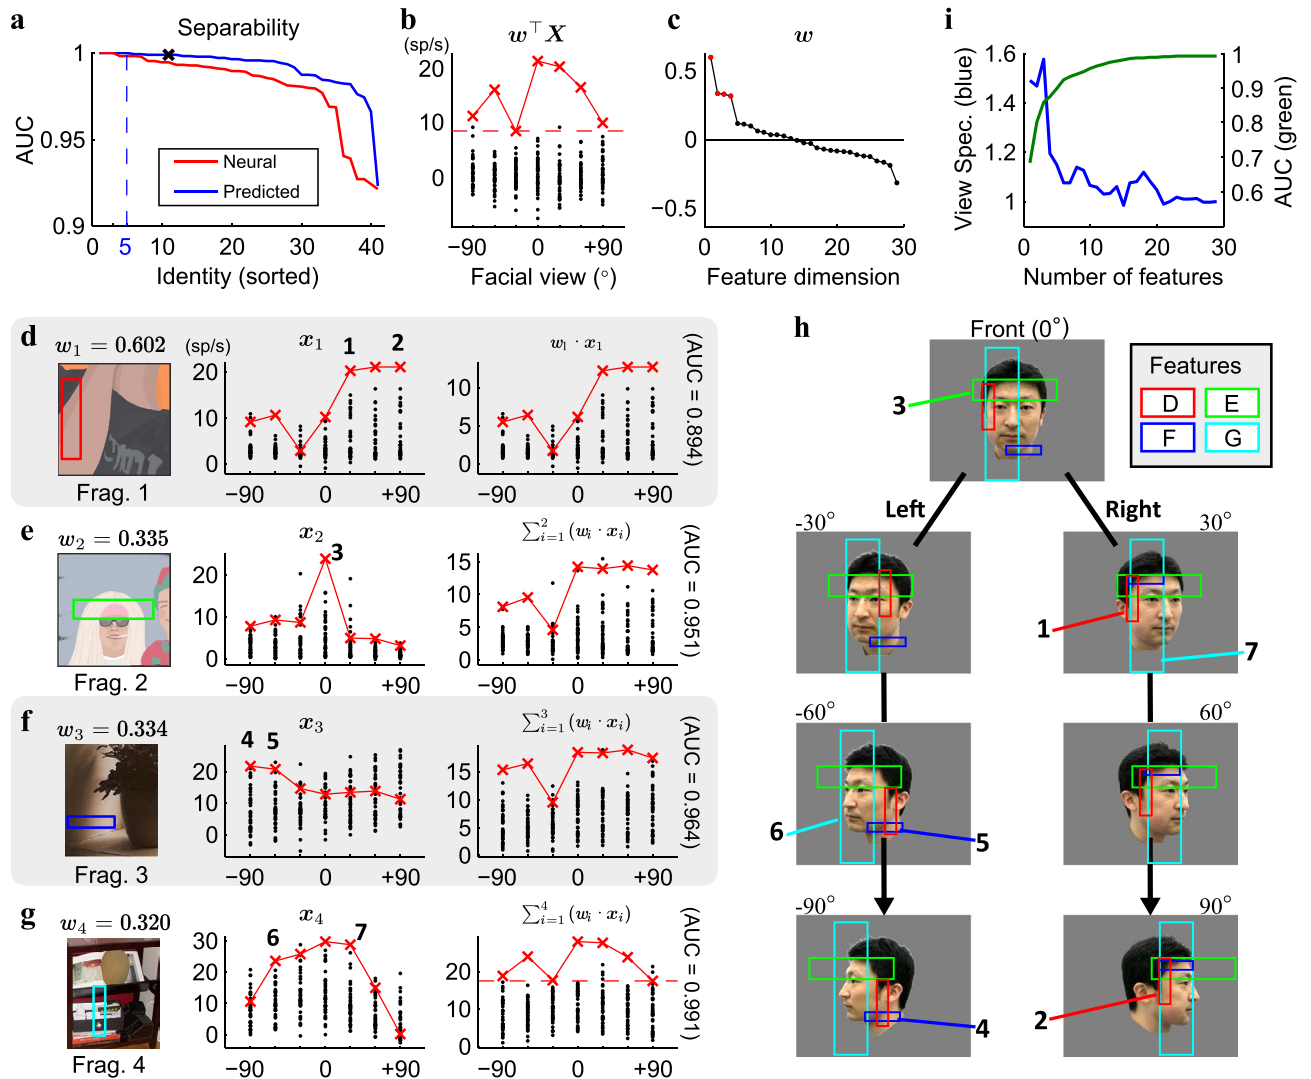 a
Separability
AUC
1
0.95
0.9
Neural
Predicted
0 5 10 20 30 40
Identity (sorted)
b
w⊤X
(sp/s)
20
10
0
−90 0 +90
Facial view (°)
c
w
0.5
0
−0.5
0 10 20 30
Feature dimension
i
View Spec. (blue)
1.6
1.4
1.2
1
1
0.9
0.8
0.7
0.6
AUC (green)
0 10 20 30
Number of features
d
w₁ = 0.602
Frag. 1
(sp/s)
x₁
1 2
20
10
0
−90 0 +90
w₁ · x₁
10
5
0
−90 0 +90
(AUC = 0.894)
e
w₂ = 0.335
Frag. 2
x₂
3
20
10
0
−90 0 +90
∑²ᵢ₌₁(wᵢ · xᵢ)
15
10
5
0
−90 0 +90
(AUC = 0.951)
f
w₃ = 0.334
Frag. 3
x₃
4 5
20
10
0
−90 0 +90
∑³ᵢ₌₁(wᵢ · xᵢ)
15
10
5
0
−90 0 +90
(AUC = 0.964)
g
w₄ = 0.320
Frag. 4
x₄
6 7
30
20
10
0
−90 0 +90
∑⁴ᵢ₌₁(wᵢ · xᵢ)
20
10
0
−90 0 +90
(AUC = 0.991)
h
Front (0°)
3
Features
D E
F G
Left Right
-30° 30°
1 7
-60° 60°
6 5
-90° 90°
4 2